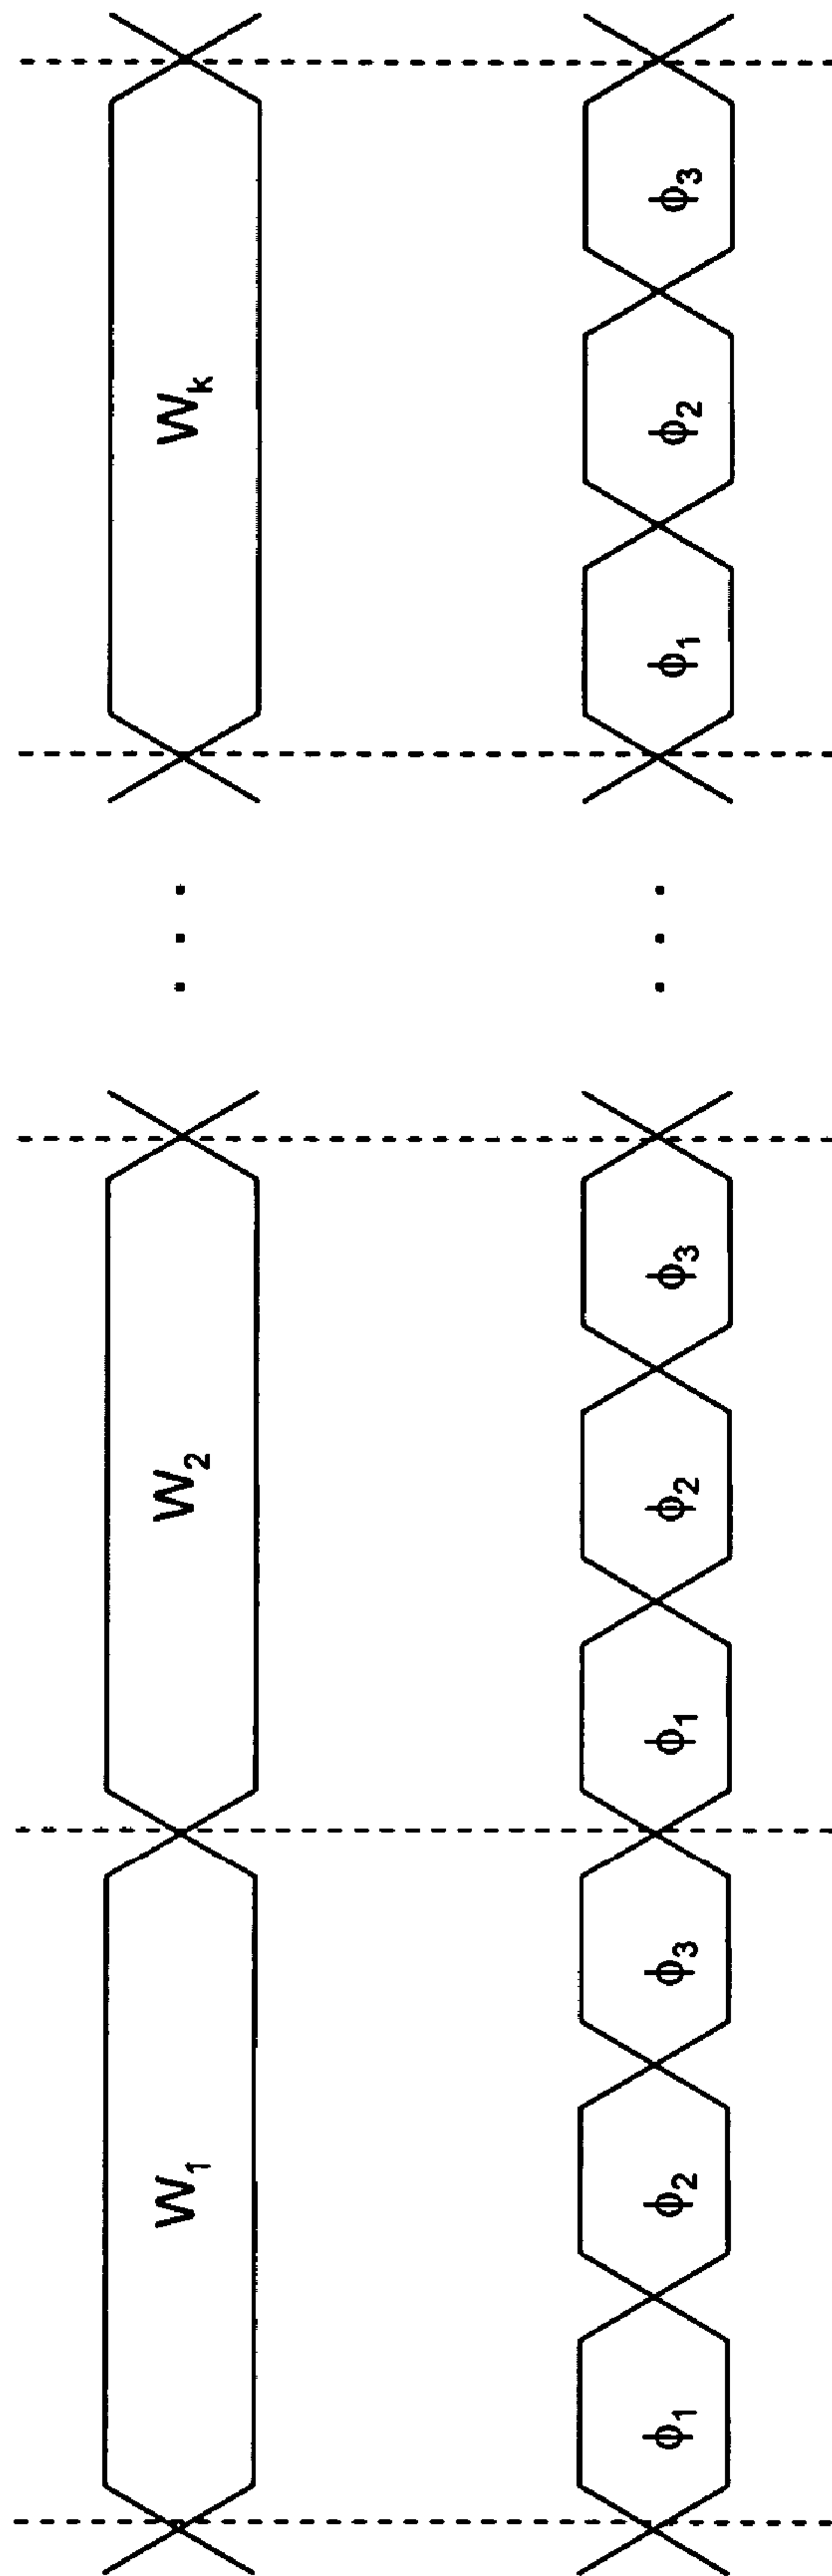 W₁ W₂ . . . Wₖ
ϕ₁ ϕ₂ ϕ₃ ϕ₁ ϕ₂ ϕ₃ . . . ϕ₁ ϕ₂ ϕ₃